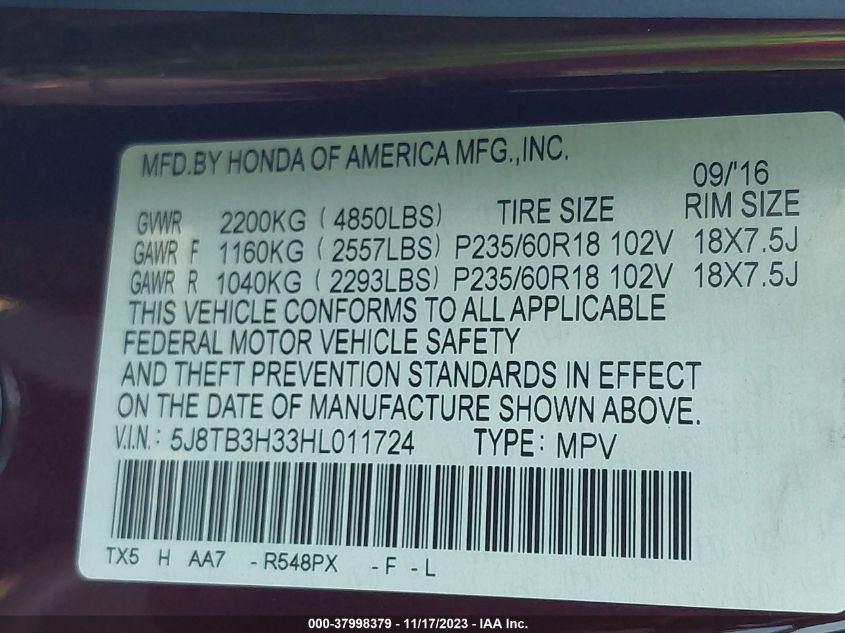 MFD.BY HONDA OF AMERICA MFG.,INC.
09/'16
GVWR 2200KG ( 4850LBS) TIRE SIZE RIM SIZE
GAWR F 1160KG ( 2557LBS) P235/60R18 102V 18X7.5J
GAWR R 1040KG ( 2293LBS) P235/60R18 102V 18X7.5J
THIS VEHICLE CONFORMS TO ALL APPLICABLE
FEDERAL MOTOR VEHICLE SAFETY
AND THEFT PREVENTION STANDARDS IN EFFECT
ON THE DATE OF MANUFACTURE SHOWN ABOVE.
V.I.N.: 5J8TB3H33HL011724 TYPE: MPV
TX5 H AA7 - R548PX - F - L
000-37998379 - 11/17/2023 - IAA Inc.